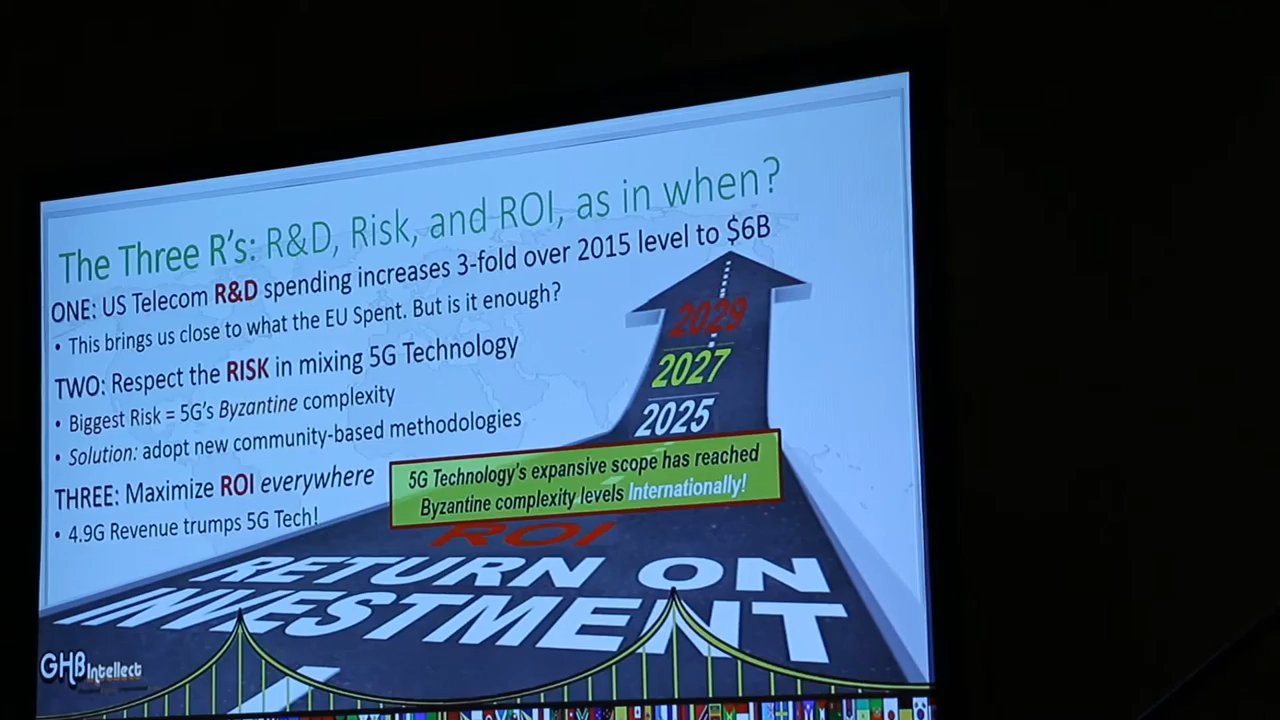 The Three R's: R&D, Risk, and ROI, as in when?
ONE: US Telecom R&D spending increases 3-fold over 2015 level to $6B
• This brings us close to what the EU Spent. But is it enough?
TWO: Respect the RISK in mixing 5G Technology
• Biggest Risk = 5G's Byzantine complexity
• Solution: adopt new community-based methodologies
THREE: Maximize ROI everywhere
• 4.9G Revenue trumps 5G Tech!
2029
2027
2025
5G Technology's expansive scope has reached
Byzantine complexity levels Internationally!
ROI
RETURN ON
INVESTMENT
GHB Intellect